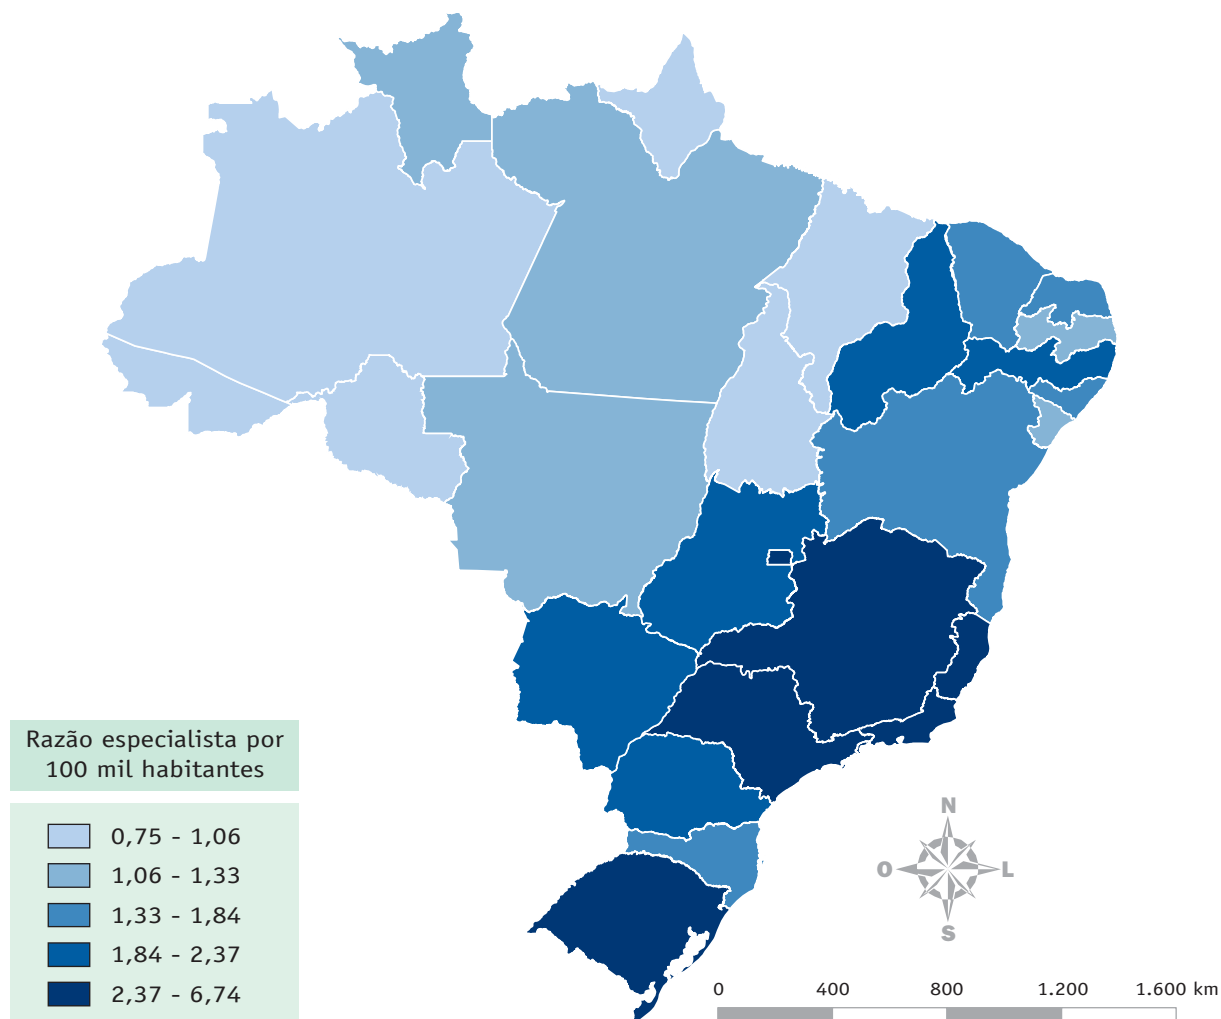 Razão especialista por
100 mil habitantes
0,75 - 1,06
1,06 - 1,33
1,33 - 1,84
1,84 - 2,37
2,37 - 6,74
N
O
L
S
0 400 800 1.200 1.600 km